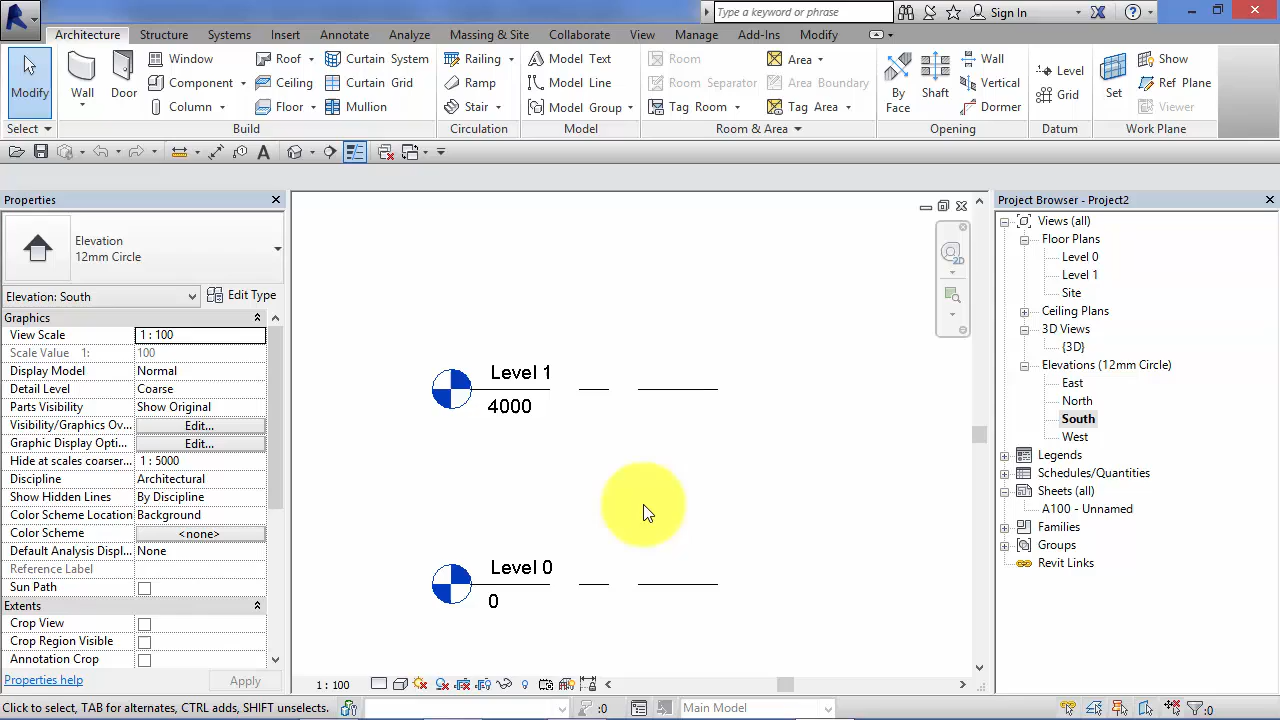 Type a keyword or phrase
Sign In
Architecture Structure Systems Insert Annotate Analyze Massing & Site Collaborate View Manage Add-Ins Modify
Modify
Select
Wall
Door
Window
Component
Column
Roof
Ceiling
Floor
Curtain System
Curtain Grid
Mullion
Build
Railing
Ramp
Stair
Circulation
Model Text
Model Line
Model Group
Model
Room
Room Separator
Tag Room
Area
Area Boundary
Tag Area
Room & Area
By
Face
Shaft
Wall
Vertical
Dormer
Opening
Level
Grid
Datum
Set
Show
Ref Plane
Viewer
Work Plane
Properties
Elevation
12mm Circle
Elevation: South
Edit Type
Graphics
View Scale 1 : 100
Scale Value 1: 100
Display Model Normal
Detail Level Coarse
Parts Visibility Show Original
Visibility/Graphics Ov... Edit...
Graphic Display Optio... Edit...
Hide at scales coarser... 1 : 5000
Discipline Architectural
Show Hidden Lines By Discipline
Color Scheme Location Background
Color Scheme <none>
Default Analysis Displ... None
Reference Label
Sun Path
Extents
Crop View
Crop Region Visible
Annotation Crop
Properties help
Apply
2D
Level 1
4000
Level 0
0
1 : 100
Project Browser - Project2
Views (all)
Floor Plans
Level 0
Level 1
Site
Ceiling Plans
3D Views
{3D}
Elevations (12mm Circle)
East
North
South
West
Legends
Schedules/Quantities
Sheets (all)
A100 - Unnamed
Families
Groups
Revit Links
Click to select, TAB for alternates, CTRL adds, SHIFT unselects.
:0
Main Model
:0